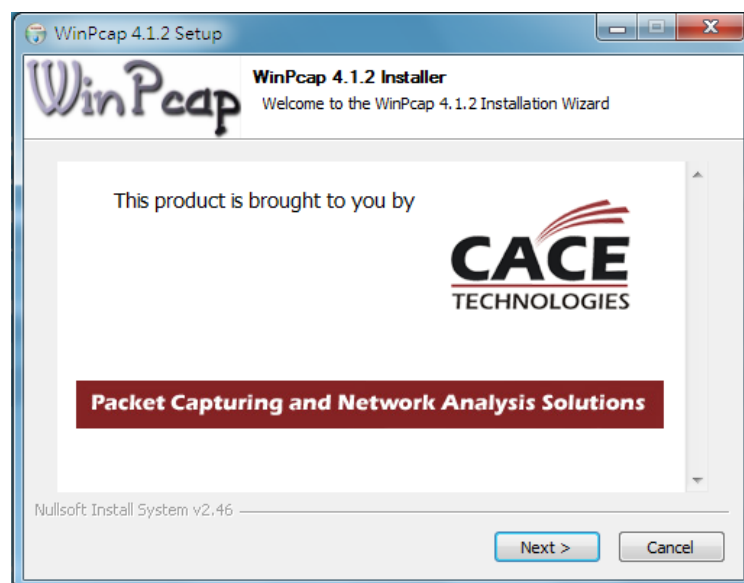 WinPcap 4.1.2 Setup
WinPcap
WinPcap 4.1.2 Installer
Welcome to the WinPcap 4.1.2 Installation Wizard
This product is brought to you by
CACE
TECHNOLOGIES
Packet Capturing and Network Analysis Solutions
Nullsoft Install System v2.46
Next >
Cancel